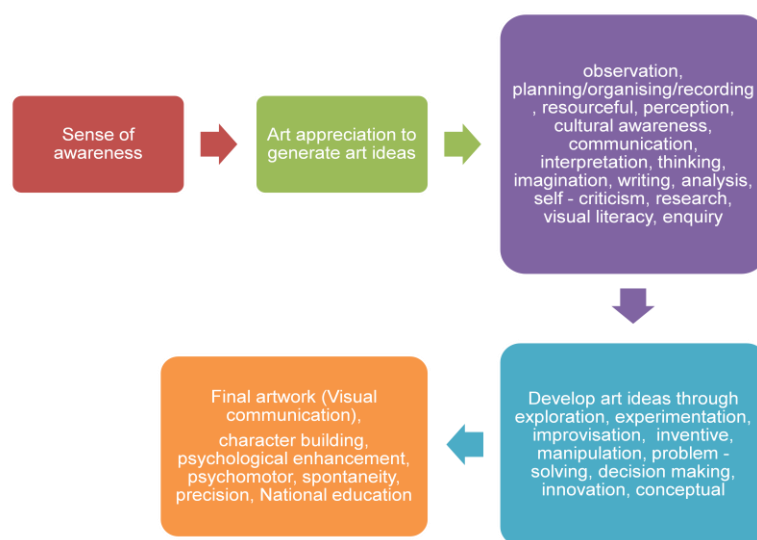 Sense of
awareness
Art appreciation to
generate art ideas
observation,
planning/organising/recording
, resourceful, perception,
cultural awareness,
communication,
interpretation, thinking,
imagination, writing, analysis,
self - criticism, research,
visual literacy, enquiry
Develop art ideas through
exploration, experimentation,
improvisation, inventive,
manipulation, problem -
solving, decision making,
innovation, conceptual
Final artwork (Visual
communication),
character building,
psychological enhancement,
psychomotor, spontaneity,
precision, National education